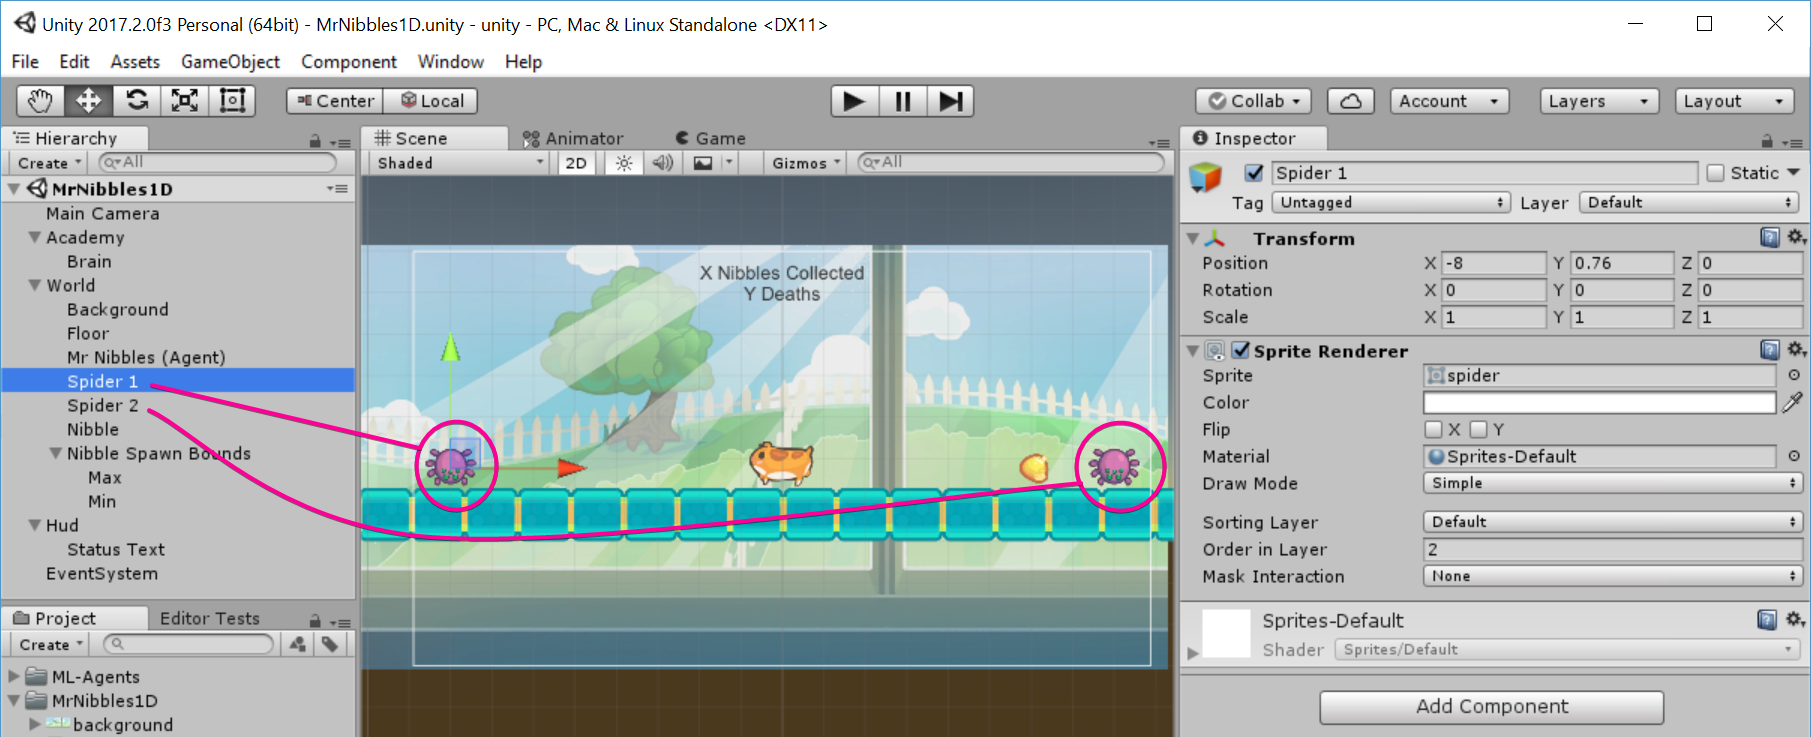 Unity 2017.2.0f3 Personal (64bit) - MrNibbles1D.unity - unity - PC, Mac & Linux Standalone <DX11>
File Edit Assets GameObject Component Window Help
Center Local Collab Account Layers Layout
Hierarchy
Create All
MrNibbles1D
Main Camera
Academy
Brain
World
Background
Floor
Mr Nibbles (Agent)
Spider 1
Spider 2
Nibble
Nibble Spawn Bounds
Max
Min
Hud
Status Text
EventSystem
Project Editor Tests
Create
ML-Agents
MrNibbles1D
background
Scene Animator Game
Shaded 2D Gizmos All
X Nibbles Collected
Y Deaths
Inspector
Spider 1 Static
Tag Untagged Layer Default
Transform
Position X -8 Y 0.76 Z 0
Rotation X 0 Y 0 Z 0
Scale X 1 Y 1 Z 1
Sprite Renderer
Sprite spider
Color
Flip X Y
Material Sprites-Default
Draw Mode Simple
Sorting Layer Default
Order in Layer 2
Mask Interaction None
Sprites-Default
Shader Sprites/Default
Add Component